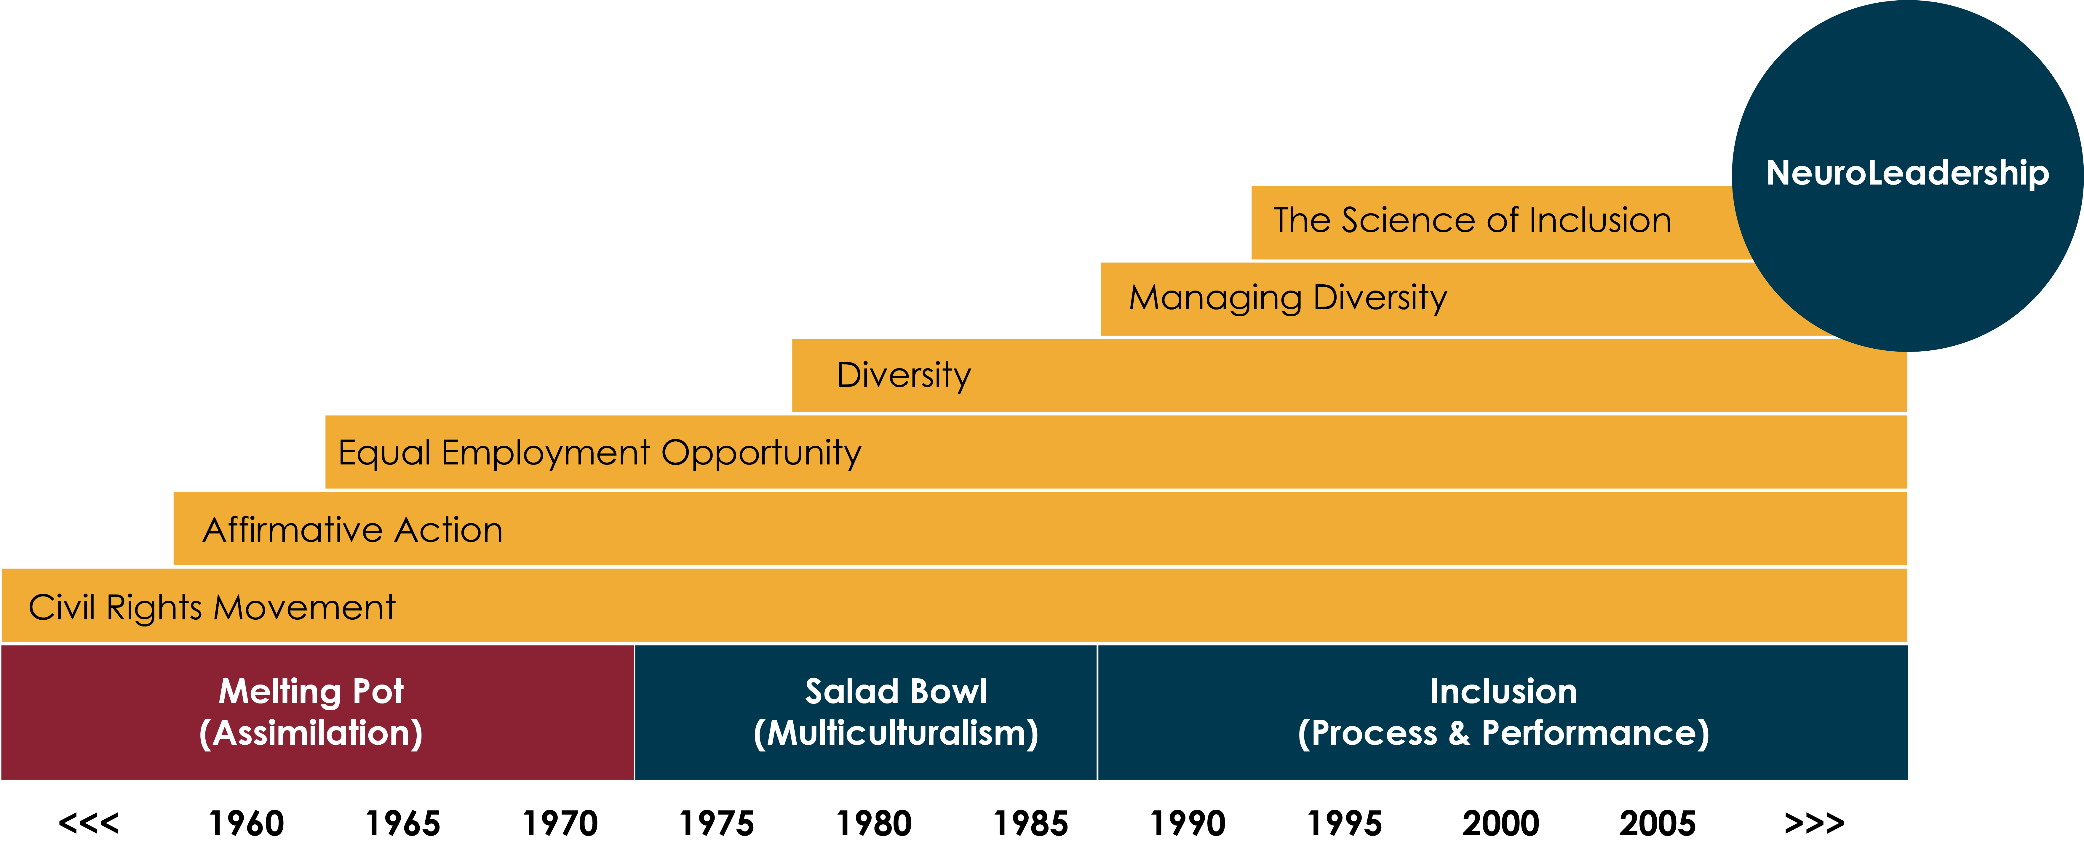 NeuroLeadership
The Science of Inclusion
Managing Diversity
Diversity
Equal Employment Opportunity
Affirmative Action
Civil Rights Movement
Melting Pot
(Assimilation)
Salad Bowl
(Multiculturalism)
Inclusion
(Process & Performance)
<<< 1960 1965 1970 1975 1980 1985 1990 1995 2000 2005 >>>